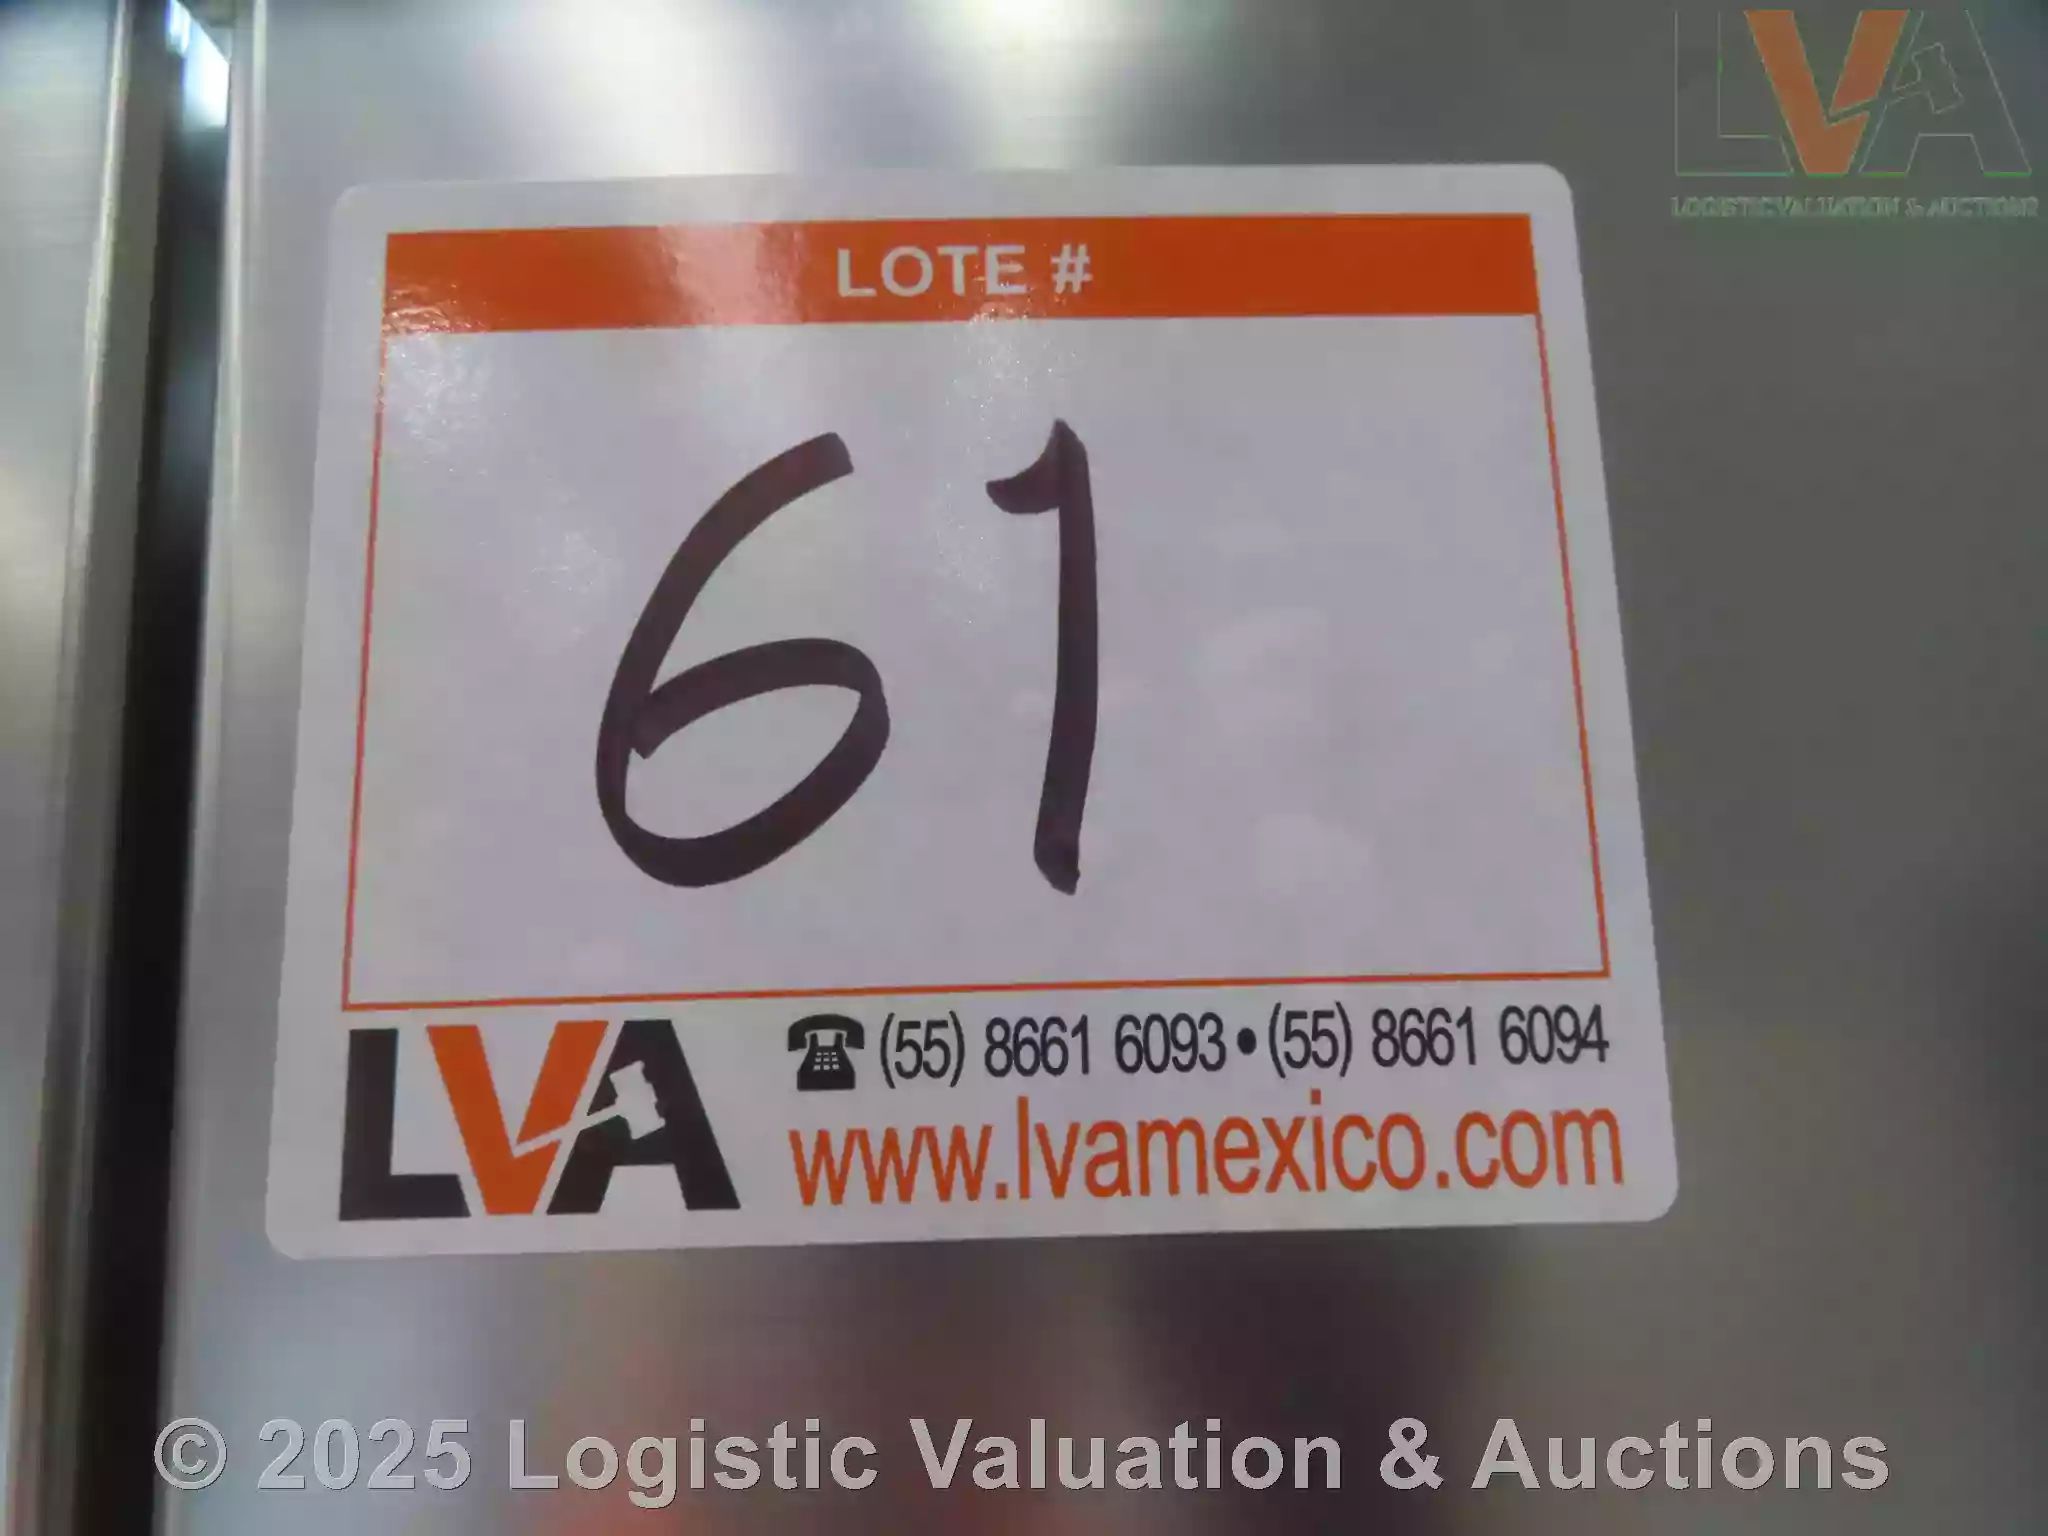 LVA
LOGISTIC VALUATION & AUCTIONS
LOTE #
61
LVA
(55) 8661 6093 • (55) 8661 6094
www.lvamexico.com
© 2025 Logistic Valuation & Auctions